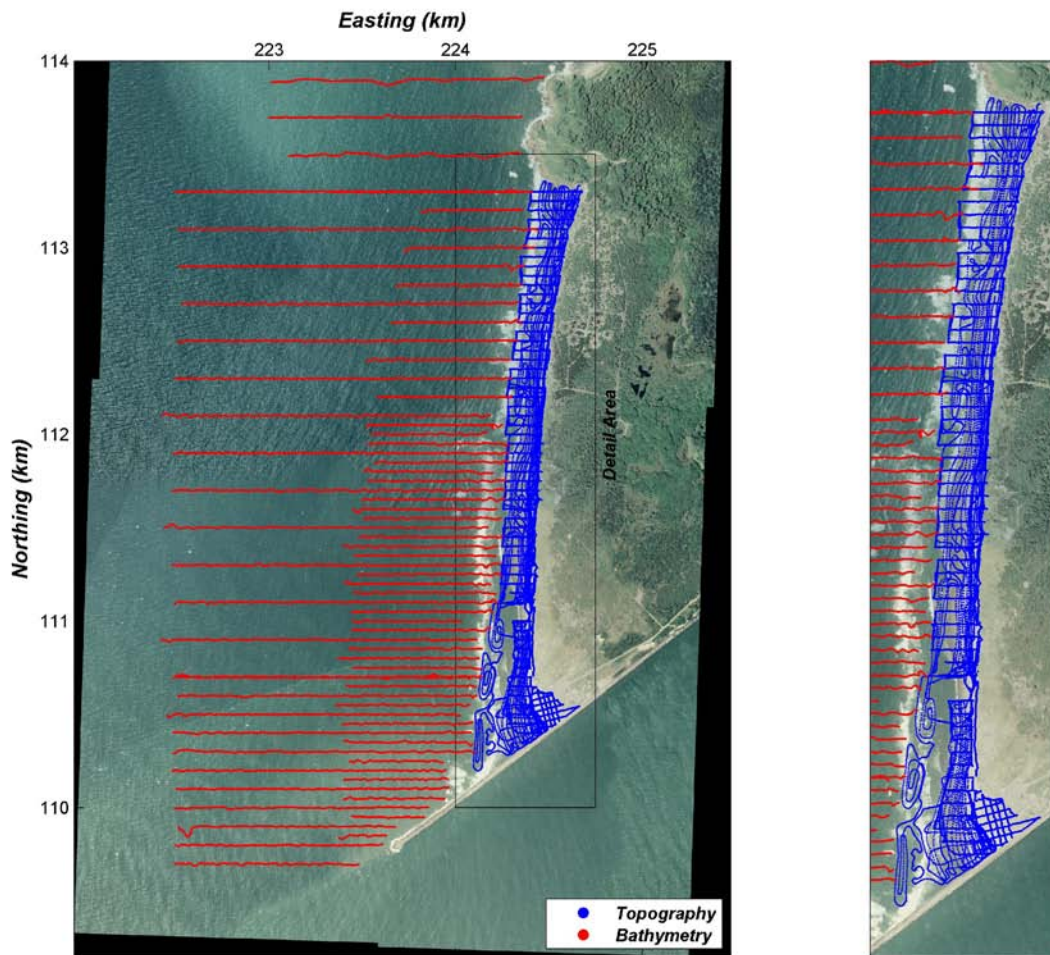 Easting (km)
223 224 225
114
113
112
111
110
Northing (km)
Detail Area
Topography
Bathymetry